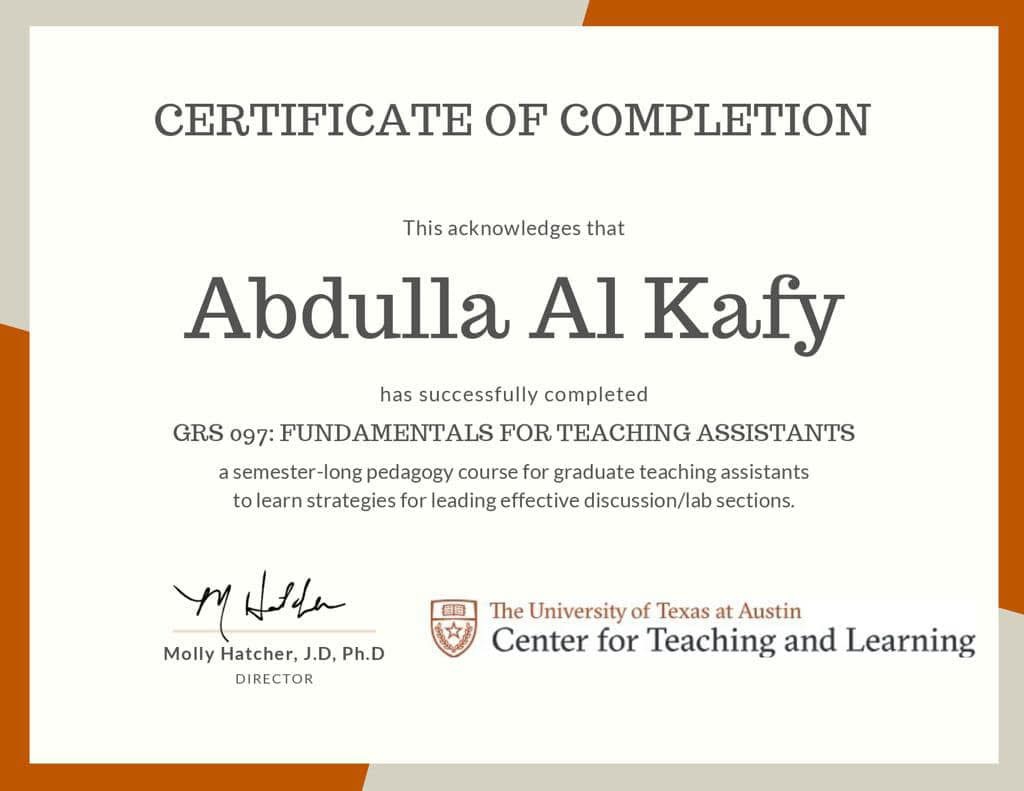 CERTIFICATE OF COMPLETION
This acknowledges that
Abdulla Al Kafy
has successfully completed
GRS 097: FUNDAMENTALS FOR TEACHING ASSISTANTS
a semester-long pedagogy course for graduate teaching assistants
to learn strategies for leading effective discussion/lab sections.
M Hatcher
Molly Hatcher, J.D, Ph.D
DIRECTOR
The University of Texas at Austin
Center for Teaching and Learning